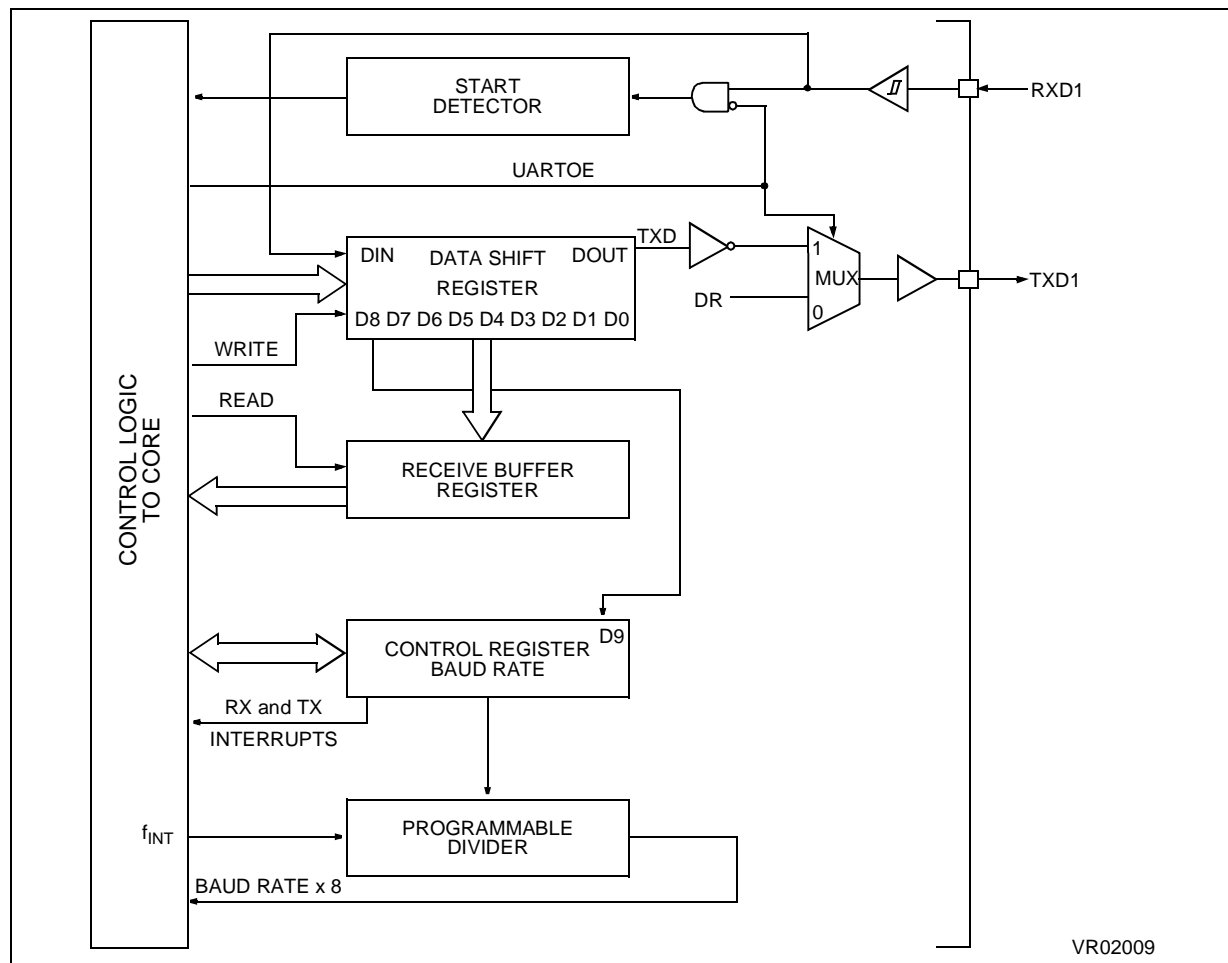 START
DETECTOR
RXD1
UARTOE
TXD
DIN DATA SHIFT DOUT
REGISTER
D8 D7 D6 D5 D4 D3 D2 D1 D0
1
MUX
0
DR
TXD1
WRITE
READ
CONTROL LOGIC
TO CORE
RECEIVE BUFFER
REGISTER
D9
CONTROL REGISTER
BAUD RATE
RX and TX
INTERRUPTS
fINT
PROGRAMMABLE
DIVIDER
BAUD RATE x 8
VR02009